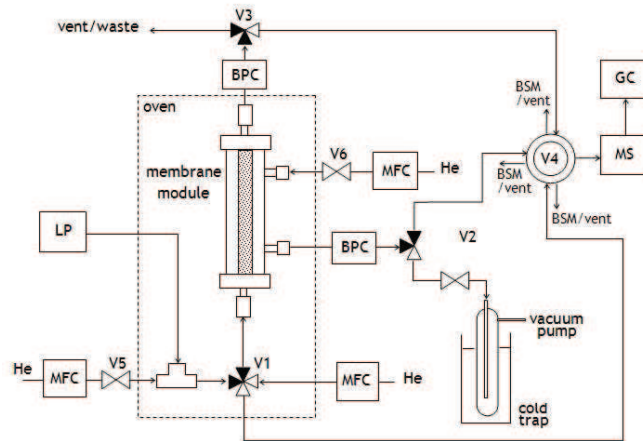 V3
vent/waste
BPC
GC
oven
BSM
/vent
V6
V4
MS
membrane
module
MFC
He
BSM
/vent
BSM/vent
LP
BPC
V2
vacuum
pump
He
V5
V1
He
MFC
MFC
cold
trap